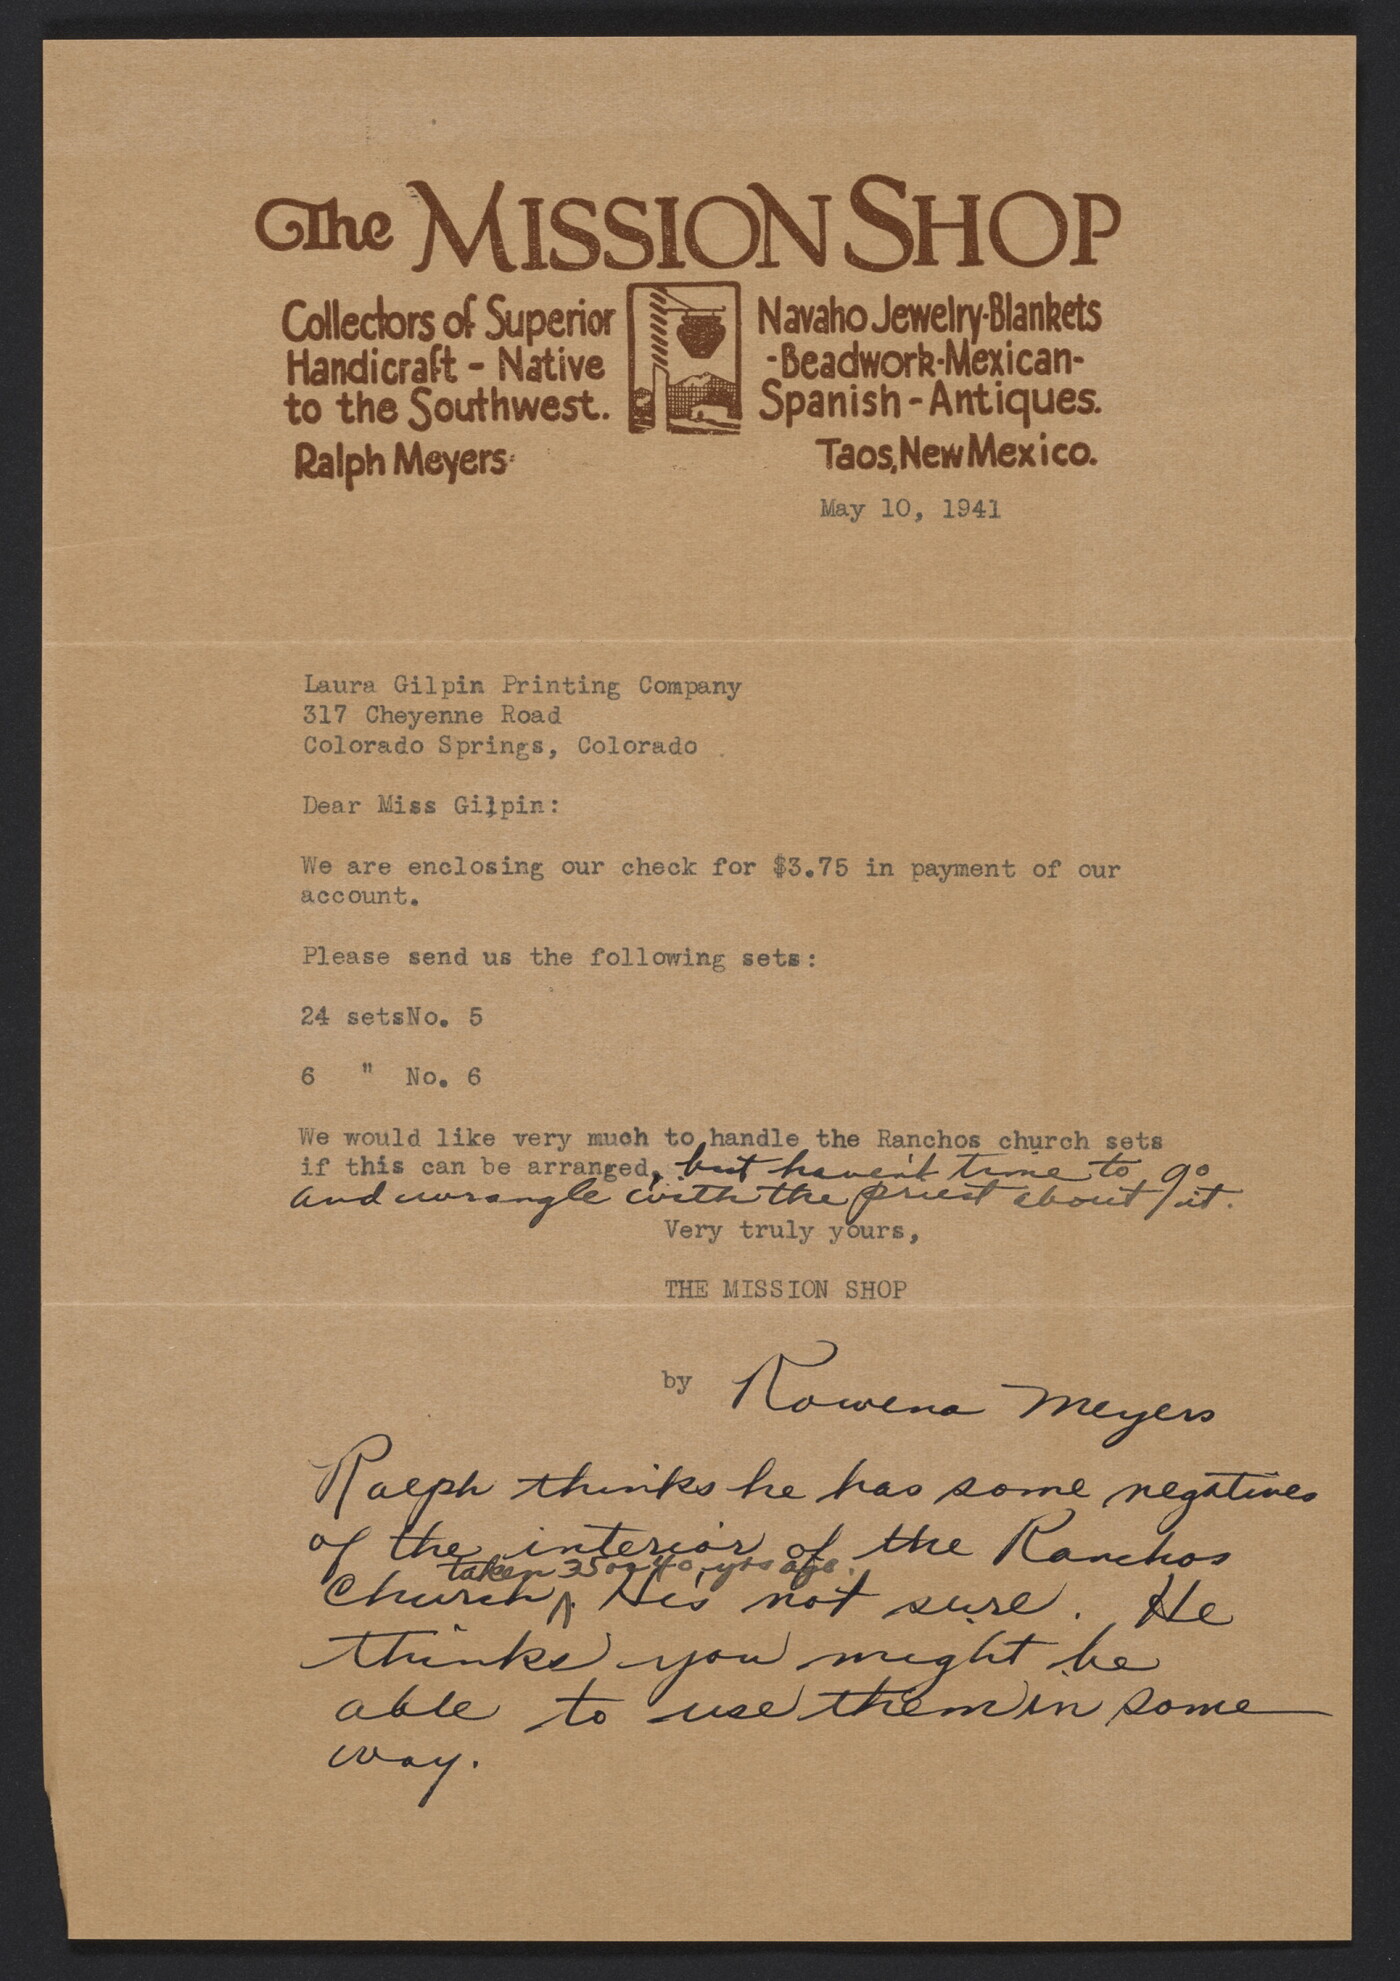 The MISSION SHOP
Collectors of Superior
Handicraft - Native
to the Southwest.
Ralph Meyers
Navaho Jewelry-Blankets
-Beadwork-Mexican-
Spanish-Antiques.
Taos, New Mexico.
May 10, 1941
Laura Gilpin Printing Company
317 Cheyenne Road
Colorado Springs, Colorado
Dear Miss Gilpin:
We are enclosing our check for $3.75 in payment of our
account.
Please send us the following sets:
24 setsNo. 5
6 " No. 6
We would like very much to handle the Ranchos church sets
if this can be arranged, but haven't time to go
and wrangle with the priest about it.
Very truly yours,
THE MISSION SHOP
by Rowena Meyers
Ralph thinks he has some negatives
of the interior of the Ranchos
taken 35 or 40 yrs ago.
Church. He's not sure. He
thinks you might be
able to use them in some
way.